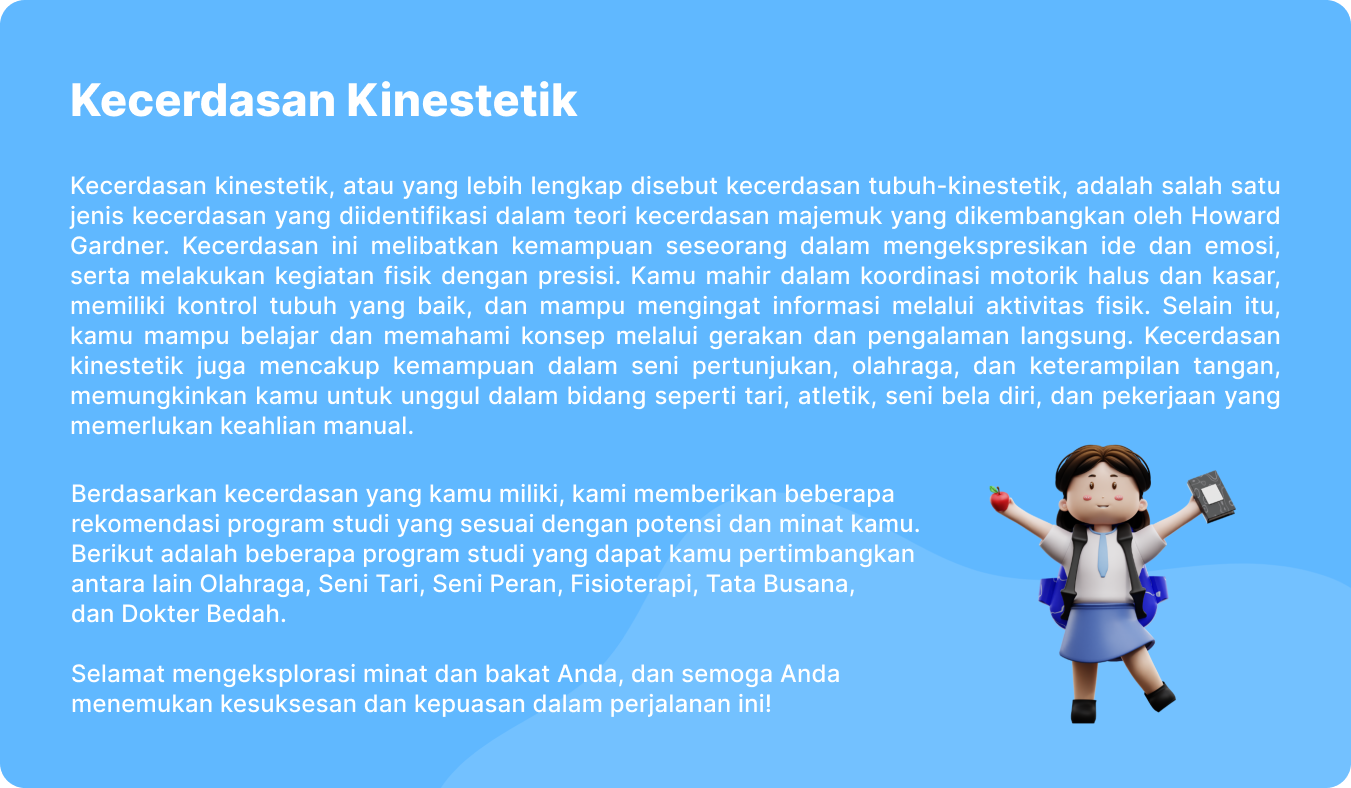 Kecerdasan Kinestetik
Kecerdasan kinestetik, atau yang lebih lengkap disebut kecerdasan tubuh-kinestetik, adalah salah satu
jenis kecerdasan yang diidentifikasi dalam teori kecerdasan majemuk yang dikembangkan oleh Howard
Gardner. Kecerdasan ini melibatkan kemampuan seseorang dalam mengekspresikan ide dan emosi,
serta melakukan kegiatan fisik dengan presisi. Kamu mahir dalam koordinasi motorik halus dan kasar,
memiliki kontrol tubuh yang baik, dan mampu mengingat informasi melalui aktivitas fisik. Selain itu,
kamu mampu belajar dan memahami konsep melalui gerakan dan pengalaman langsung. Kecerdasan
kinestetik juga mencakup kemampuan dalam seni pertunjukan, olahraga, dan keterampilan tangan,
memungkinkan kamu untuk unggul dalam bidang seperti tari, atletik, seni bela diri, dan pekerjaan yang
memerlukan keahlian manual.
Berdasarkan kecerdasan yang kamu miliki, kami memberikan beberapa
rekomendasi program studi yang sesuai dengan potensi dan minat kamu.
Berikut adalah beberapa program studi yang dapat kamu pertimbangkan
antara lain Olahraga, Seni Tari, Seni Peran, Fisioterapi, Tata Busana,
dan Dokter Bedah.
Selamat mengeksplorasi minat dan bakat Anda, dan semoga Anda
menemukan kesuksesan dan kepuasan dalam perjalanan ini!